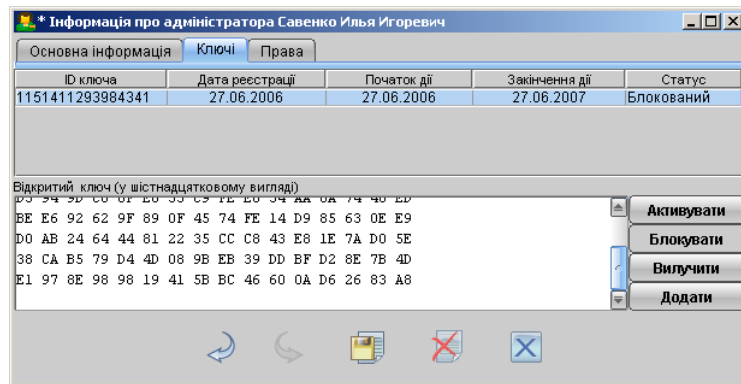 * Інформація про адміністратора Савенко Илья Игоревич
Основна інформація Ключі Права
ID ключа Дата реєстрації Початок дії Закінчення дії Статус
1151411293984341 27.06.2006 27.06.2006 27.06.2007 Блокований
Відкритий ключ (у шістнадцятковому вигляді)
BE E6 92 62 9F 89 0F 45 74 FE 14 D9 85 63 0E E9
D0 AB 24 64 44 81 22 35 CC C8 43 E8 1E 7A D0 5E
38 CA B5 79 D4 4D 08 9B EB 39 DD BF D2 8E 7B 4D
E1 97 8E 98 98 19 41 5B BC 46 60 0A D6 26 83 A8
Активувати
Блокувати
Вилучити
Додати